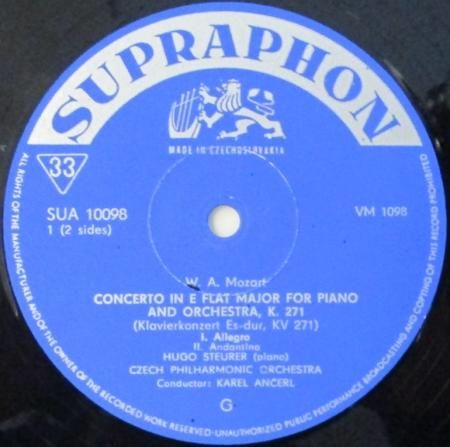 SUPRAPHON
MADE IN CZECHOSLOVAKIA
33
SUA 10098
VM 1098
1 (2 sides)
W. A. Mozart
CONCERTO IN E FLAT MAJOR FOR PIANO
AND ORCHESTRA, K. 271
(Klavierkonzert Es-dur, KV 271)
I. Allegro
II. Andantino
HUGO STEURER (piano)
CZECH PHILHARMONIC ORCHESTRA
Conductor: KAREL ANCERL
G
ALL RIGHTS OF THE MANUFACTURER AND OF THE OWNER OF THE RECORDED WORK RESERVED-UNAUTHORIZED PUBLIC PERFORMANCE BROADCASTING AND COPYING OF THIS RECORD PROHIBITED